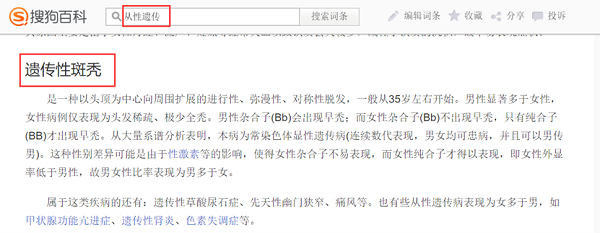 搜狗百科 从性遗传 搜索词条 编辑词条 收藏 分享 投诉
遗传性斑秃
是一种以头顶为中心向周围扩展的进行性、弥漫性、对称性脱发，一般从35岁左右开始。男性显著多于女性，
女性病例仅表现为头发稀疏、极少全秃。男性杂合子(Bb)会出现早秃；而女性杂合子(Bb)不出现早秃，只有纯合子
(BB)才出现早秃。从大量系谱分析表明，本病为常染色体显性遗传病(连续数代表现，男女均可患病，并且可以男传
男)。这种性别差异可能是由于性激素等的影响，使得女性杂合子不易表现，而女性纯合子才得以表现，即女性外显
率低于男性，故男女性比率表现为男多于女。
属于这类疾病的还有：遗传性草酸尿石症、先天性幽门狭窄、痛风等。也有些从性遗传病表现为女多于男，如
甲状腺功能亢进症、遗传性肾炎、色素失调症等。